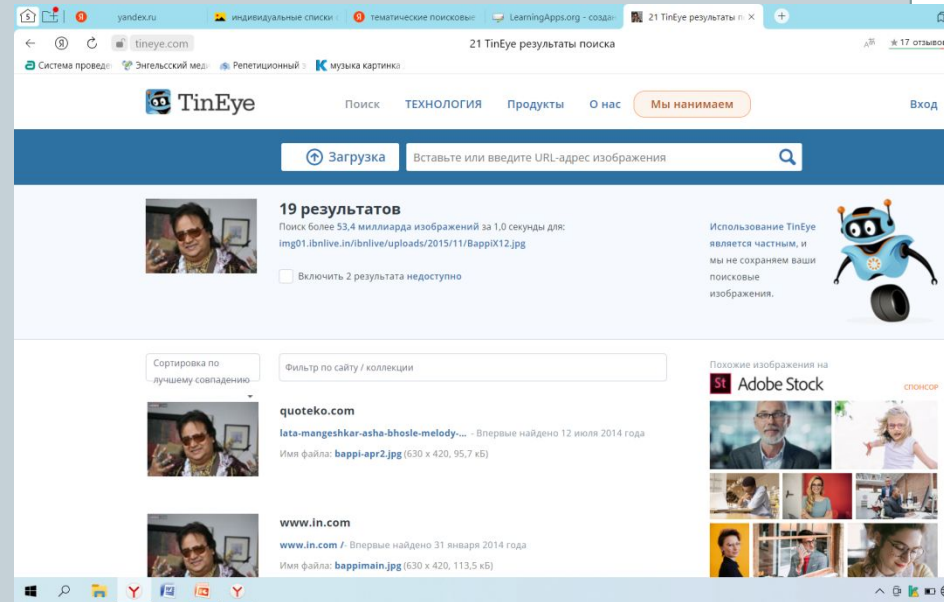 yandex.ru
индивидуальные списки
тематические поисковые
LearningApps.org - создан
21 TinEye результаты п
tineye.com
21 TinEye результаты поиска
17 отзывов
Система проведе
Энгельсский мед
Репетиционный э
музыка картинка
TinEye
Поиск
ТЕХНОЛОГИЯ
Продукты
О нас
Мы нанимаем
Вход
Загрузка
Вставьте или введите URL-адрес изображения
19 результатов
Поиск более 53,4 миллиарда изображений за 1,0 секунды для:
img01.ibnlive.in/ibnlive/uploads/2015/11/BappiX12.jpg
Включить 2 результата недоступно
Использование TinEye
является частным, и
мы не сохраняем ваши
поисковые
изображения.
Сортировка по
лучшему совпадению
Фильтр по сайту / коллекции
quoteko.com
lata-mangeshkar-asha-bhosle-melody-... - Впервые найдено 12 июля 2014 года
Имя файла: bappi-apr2.jpg (630 x 420, 95,7 кБ)
www.in.com
www.in.com /- Впервые найдено 31 января 2014 года
Имя файла: bappimain.jpg (630 x 420, 113,5 кБ)
Похожие изображения на
St Adobe Stock
СПОНСОР